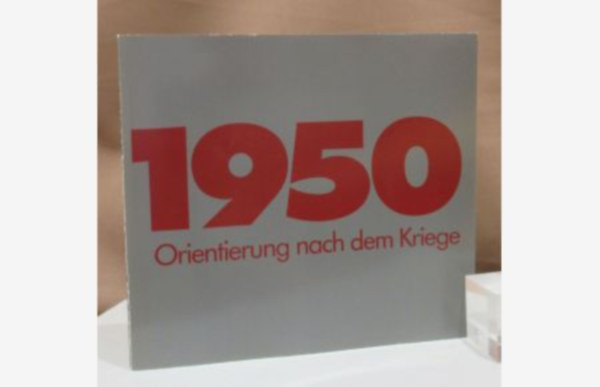 1950
Orientierung nach dem Kriege